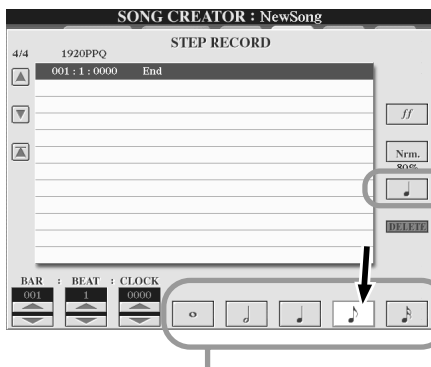 SONG CREATOR : NewSong
STEP RECORD
4/4 1920PPQ
001 : 1 : 0000 End
ff
Nrm.
80%
DELETE
BAR : BEAT : CLOCK
001 1 0000